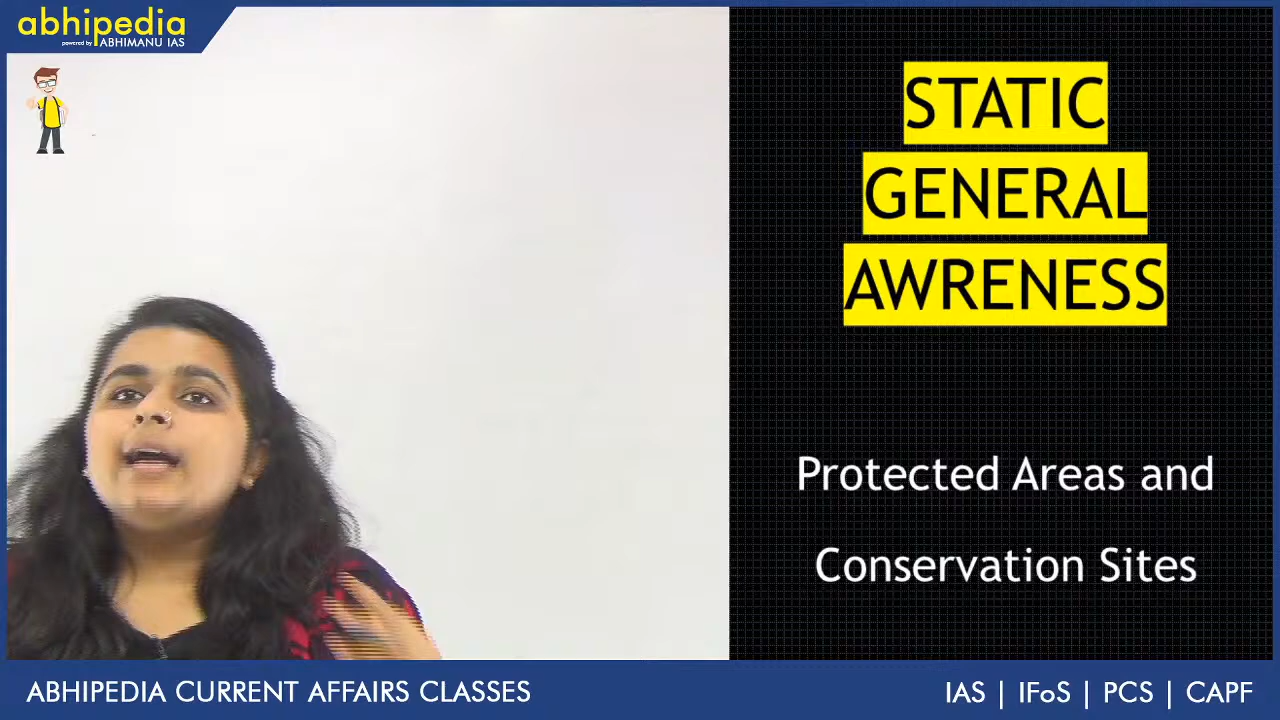 abhipedia
powered by ABHIMANU IAS
STATIC
GENERAL
AWRENESS
Protected Areas and
Conservation Sites
ABHIPEDIA CURRENT AFFAIRS CLASSES
IAS | IFoS | PCS | CAPF